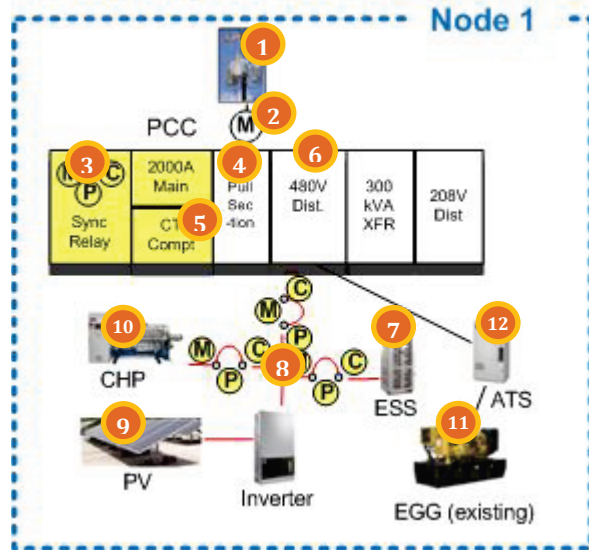 Node 1
1
PCC
M
2
3
M C
P
Sync
Relay
2000A
Main
CT
Compt
5
4
Pull
Sec
-tion
6
480V
Dist.
300
kVA
XFR
208V
Dist
C
M
P
10
CHP
M
P
C
8
P
C
7
ESS
12
ATS
9
PV
Inverter
11
EGG (existing)